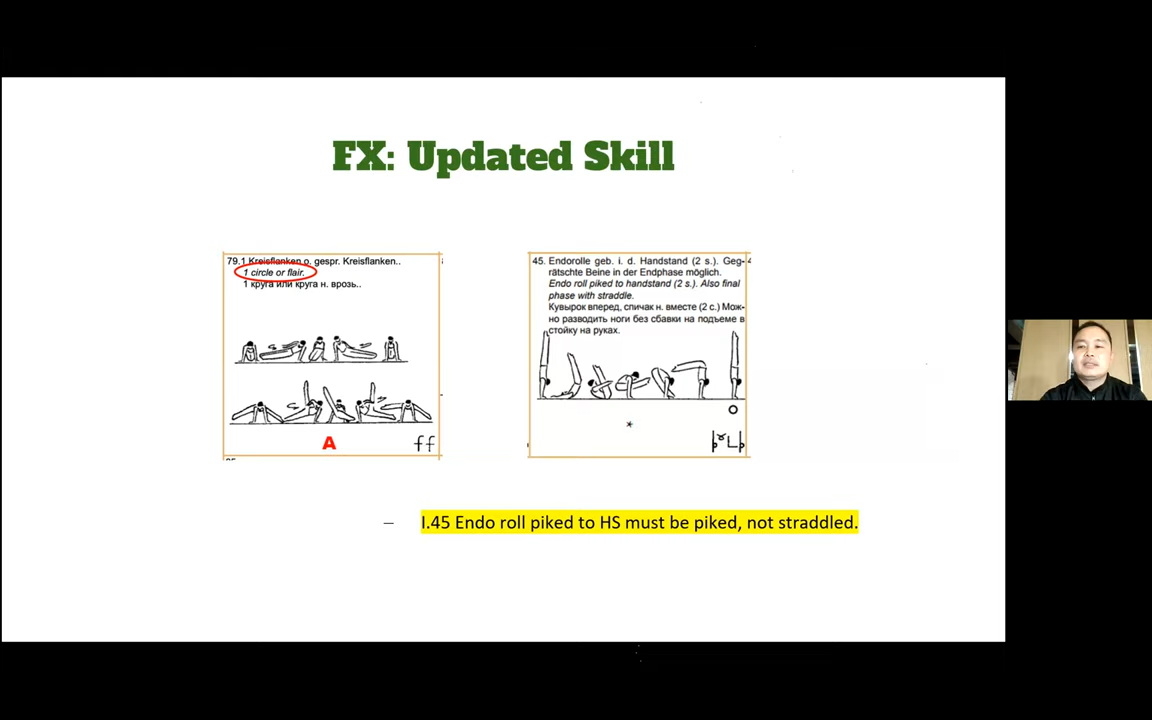 FX: Updated Skill
79.1 Kreisflanken o. gespr. Kreisflanken..
1 circle or flair.
1 круга или круга н. врозь..
A
ff
45. Endorolle geb. i. d. Handstand (2 s.). Geg-
rätschte Beine in der Endphase möglich.
Endo roll piked to handstand (2 s.). Also final
phase with straddle.
Кувырок вперед, спичак н. вместе (2 с.) Мож-
но разводить ноги без сбавки на подъеме в
стойку на руках.
– I.45 Endo roll piked to HS must be piked, not straddled.